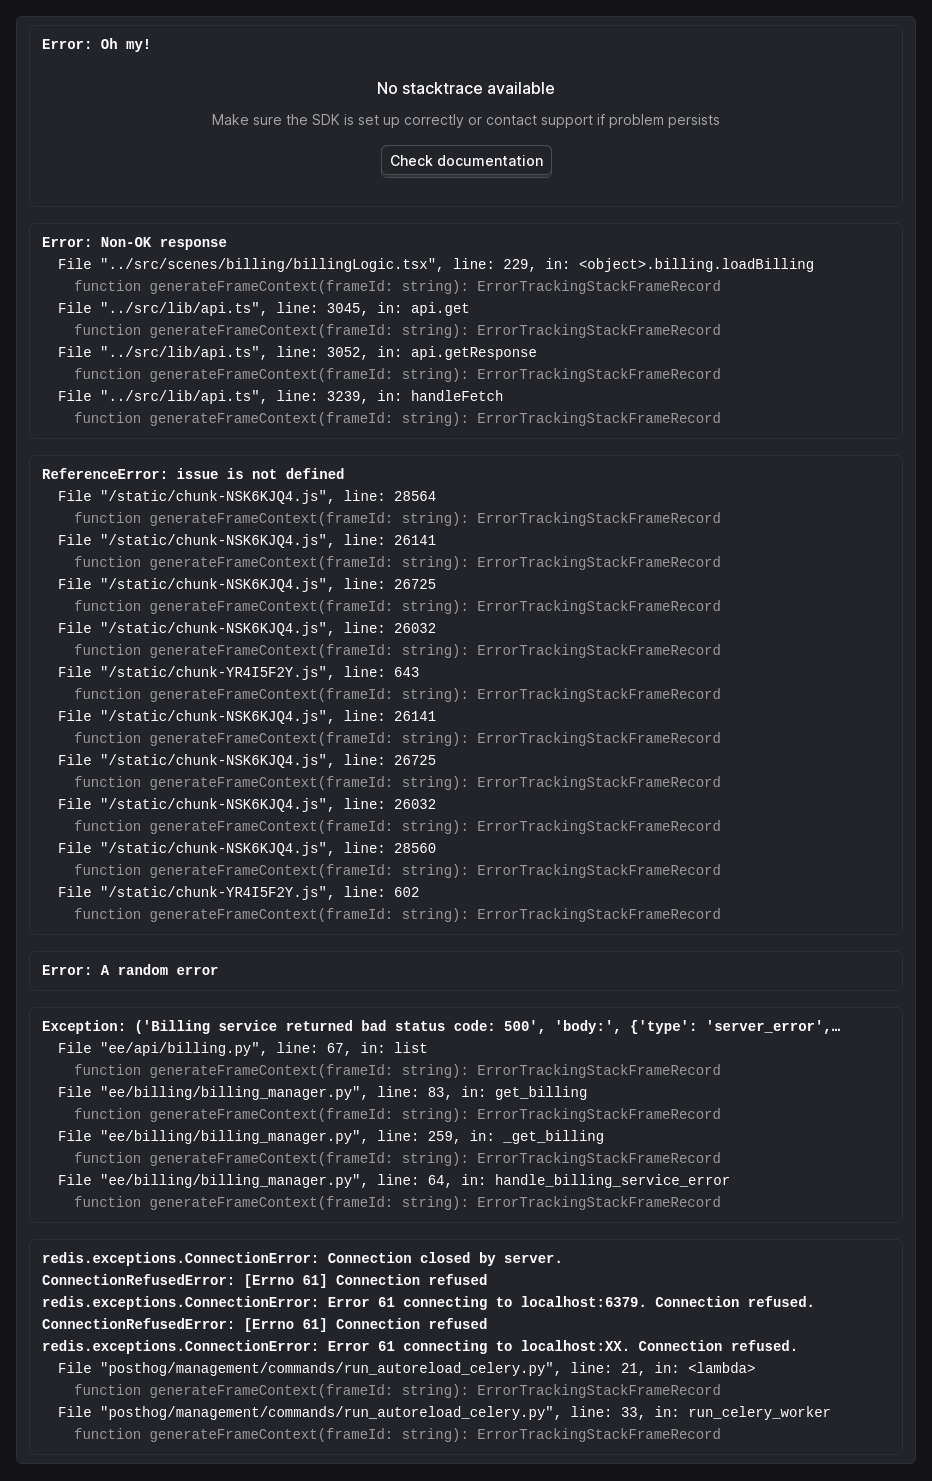 Error: Oh my!
No stacktrace available
Make sure the SDK is set up correctly or contact support if problem persists
Check documentation
Error: Non-OK response
File "../src/scenes/billing/billingLogic.tsx", line: 229, in: <object>.billing.loadBilling
function generateFrameContext(frameId: string): ErrorTrackingStackFrameRecord
File "../src/lib/api.ts", line: 3045, in: api.get
function generateFrameContext(frameId: string): ErrorTrackingStackFrameRecord
File "../src/lib/api.ts", line: 3052, in: api.getResponse
function generateFrameContext(frameId: string): ErrorTrackingStackFrameRecord
File "../src/lib/api.ts", line: 3239, in: handleFetch
function generateFrameContext(frameId: string): ErrorTrackingStackFrameRecord
ReferenceError: issue is not defined
File "/static/chunk-NSK6KJQ4.js", line: 28564
function generateFrameContext(frameId: string): ErrorTrackingStackFrameRecord
File "/static/chunk-NSK6KJQ4.js", line: 26141
function generateFrameContext(frameId: string): ErrorTrackingStackFrameRecord
File "/static/chunk-NSK6KJQ4.js", line: 26725
function generateFrameContext(frameId: string): ErrorTrackingStackFrameRecord
File "/static/chunk-NSK6KJQ4.js", line: 26032
function generateFrameContext(frameId: string): ErrorTrackingStackFrameRecord
File "/static/chunk-YR4I5F2Y.js", line: 643
function generateFrameContext(frameId: string): ErrorTrackingStackFrameRecord
File "/static/chunk-NSK6KJQ4.js", line: 26141
function generateFrameContext(frameId: string): ErrorTrackingStackFrameRecord
File "/static/chunk-NSK6KJQ4.js", line: 26725
function generateFrameContext(frameId: string): ErrorTrackingStackFrameRecord
File "/static/chunk-NSK6KJQ4.js", line: 26032
function generateFrameContext(frameId: string): ErrorTrackingStackFrameRecord
File "/static/chunk-NSK6KJQ4.js", line: 28560
function generateFrameContext(frameId: string): ErrorTrackingStackFrameRecord
File "/static/chunk-YR4I5F2Y.js", line: 602
function generateFrameContext(frameId: string): ErrorTrackingStackFrameRecord
Error: A random error
Exception: ('Billing service returned bad status code: 500', 'body:', {'type': 'server_error',…
File "ee/api/billing.py", line: 67, in: list
function generateFrameContext(frameId: string): ErrorTrackingStackFrameRecord
File "ee/billing/billing_manager.py", line: 83, in: get_billing
function generateFrameContext(frameId: string): ErrorTrackingStackFrameRecord
File "ee/billing/billing_manager.py", line: 259, in: _get_billing
function generateFrameContext(frameId: string): ErrorTrackingStackFrameRecord
File "ee/billing/billing_manager.py", line: 64, in: handle_billing_service_error
function generateFrameContext(frameId: string): ErrorTrackingStackFrameRecord
redis.exceptions.ConnectionError: Connection closed by server.
ConnectionRefusedError: [Errno 61] Connection refused
redis.exceptions.ConnectionError: Error 61 connecting to localhost:6379. Connection refused.
ConnectionRefusedError: [Errno 61] Connection refused
redis.exceptions.ConnectionError: Error 61 connecting to localhost:XX. Connection refused.
File "posthog/management/commands/run_autoreload_celery.py", line: 21, in: <lambda>
function generateFrameContext(frameId: string): ErrorTrackingStackFrameRecord
File "posthog/management/commands/run_autoreload_celery.py", line: 33, in: run_celery_worker
function generateFrameContext(frameId: string): ErrorTrackingStackFrameRecord